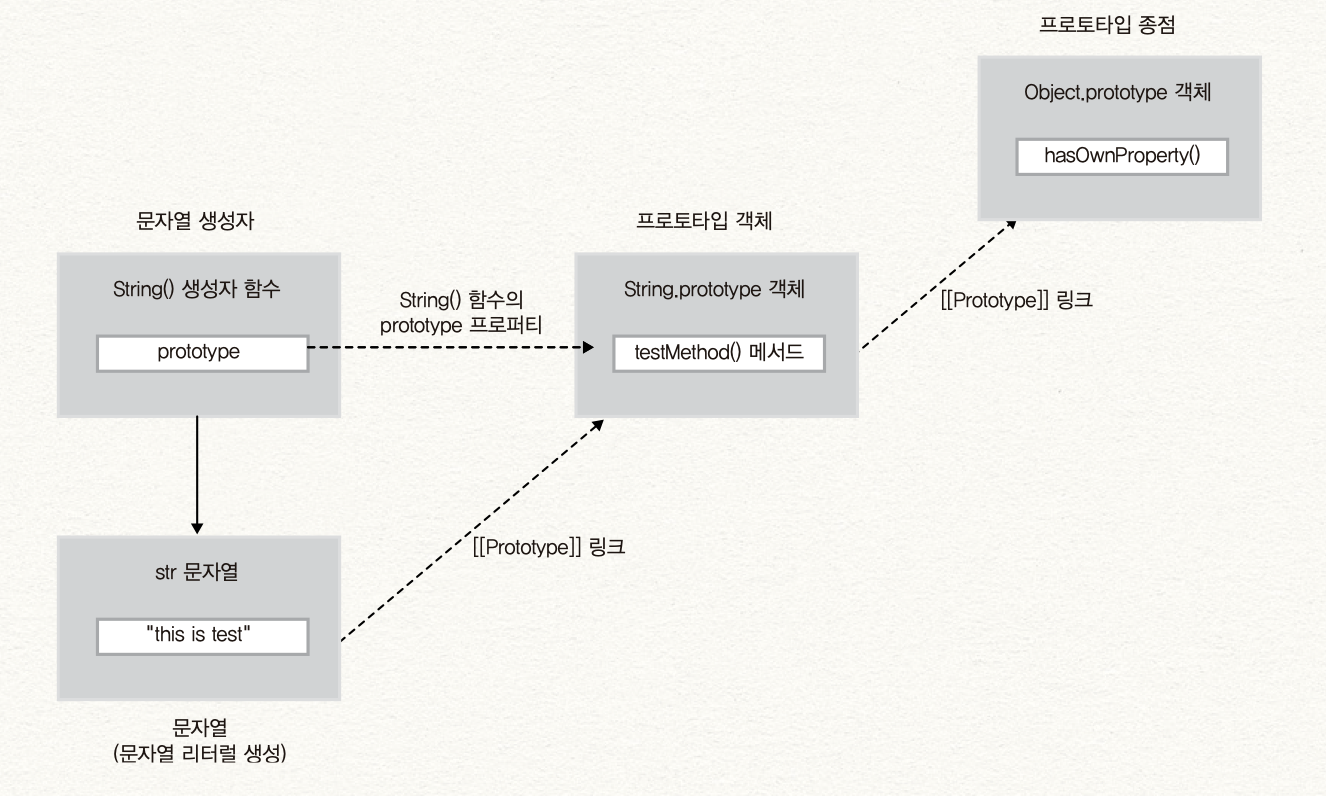 프로토타입 종점
Object.prototype 객체
hasOwnProperty()
문자열 생성자
프로토타입 객체
String() 생성자 함수
prototype
String() 함수의
prototype 프로퍼티
String.prototype 객체
testMethod() 메서드
[[Prototype]] 링크
[[Prototype]] 링크
str 문자열
"this is test"
문자열
(문자열 리터럴 생성)